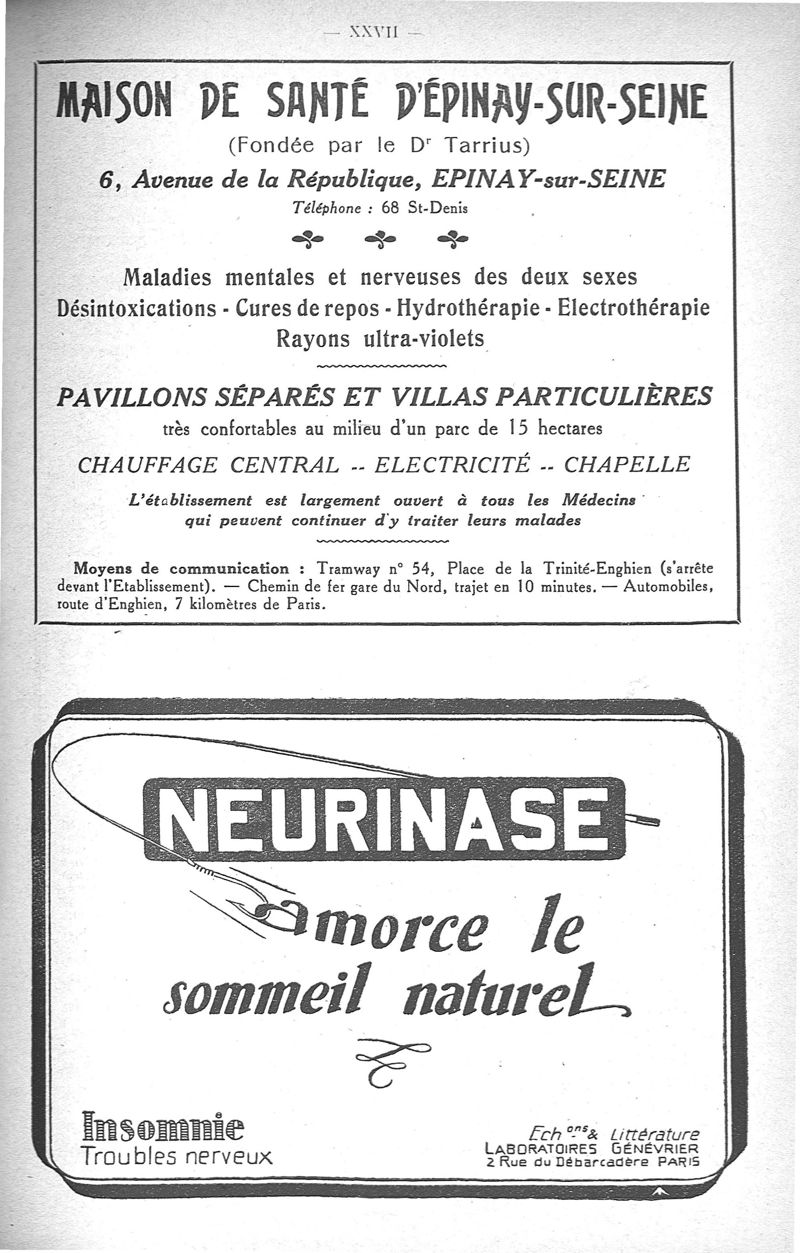 — XXVII —
MAISON DE SANTÉ D'ÉPINAY-SUR-SEINE
(Fondée par le Dr Tarrius)
6, Avenue de la République, EPINAY-sur-SEINE
Téléphone : 68 St-Denis
Maladies mentales et nerveuses des deux sexes
Désintoxications - Cures de repos - Hydrothérapie - Electrothérapie
Rayons ultra-violets
PAVILLONS SÉPARÉS ET VILLAS PARTICULIÈRES
très confortables au milieu d'un parc de 15 hectares
CHAUFFAGE CENTRAL -- ELECTRICITÉ -- CHAPELLE
L'établissement est largement ouvert à tous les Médecins
qui peuvent continuer d'y traiter leurs malades
Moyens de communication : Tramway n° 54, Place de la Trinité-Enghien (s'arrête
devant l'Etablissement). — Chemin de fer gare du Nord, trajet en 10 minutes. — Automobiles,
route d'Enghien, 7 kilomètres de Paris.
NEURINASE
amorce le
sommeil naturel
Insomnie
Troubles nerveux
Echons & Littérature
LABORATOIRES GÉNÉVRIER
2 Rue du Débarcadère PARIS